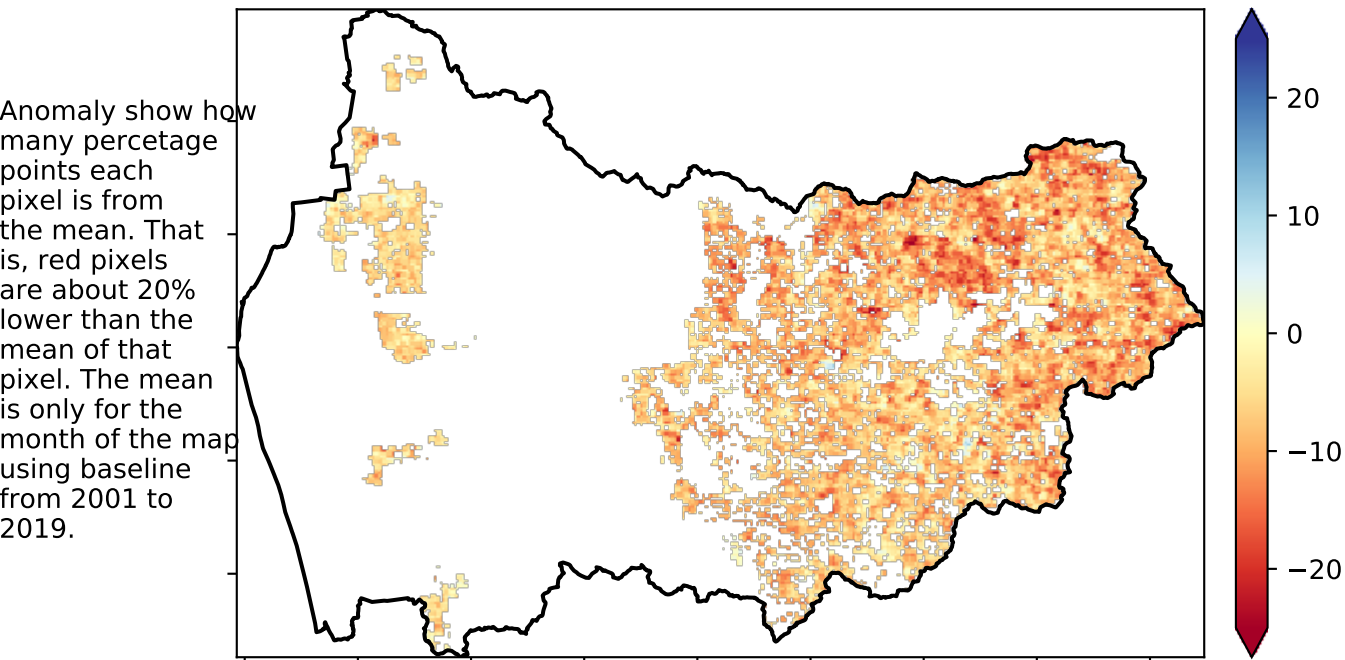 Anomaly show how
many percetage
points each
pixel is from
the mean. That
is, red pixels
are about 20%
lower than the
mean of that
pixel. The mean
is only for the
month of the map
using baseline
from 2001 to
2019.
20
10
0
−10
−20